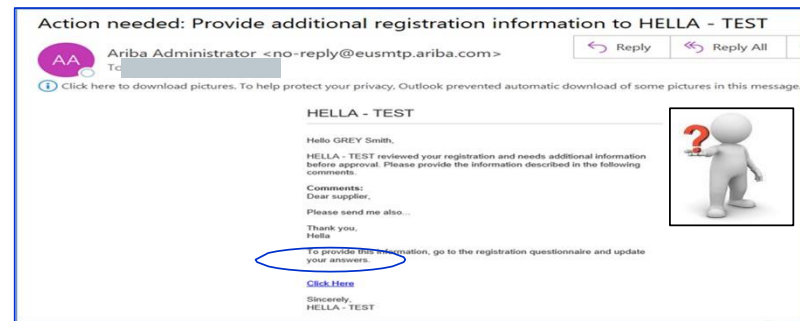 Action needed: Provide additional registration information to HELLA - TEST
AA
Ariba Administrator <no-reply@eusmtp.ariba.com>
Reply
Reply All
To
Click here to download pictures. To help protect your privacy, Outlook prevented automatic download of some pictures in this message.
HELLA - TEST
Hello GREY Smith,
HELLA - TEST reviewed your registration and needs additional information
before approval. Please provide the information described in the following
comments.
Comments:
Dear supplier,
Please send me also...
Thank you,
Hella
To provide this information, go to the registration questionnaire and update
your answers.
Click Here
Sincerely,
HELLA - TEST